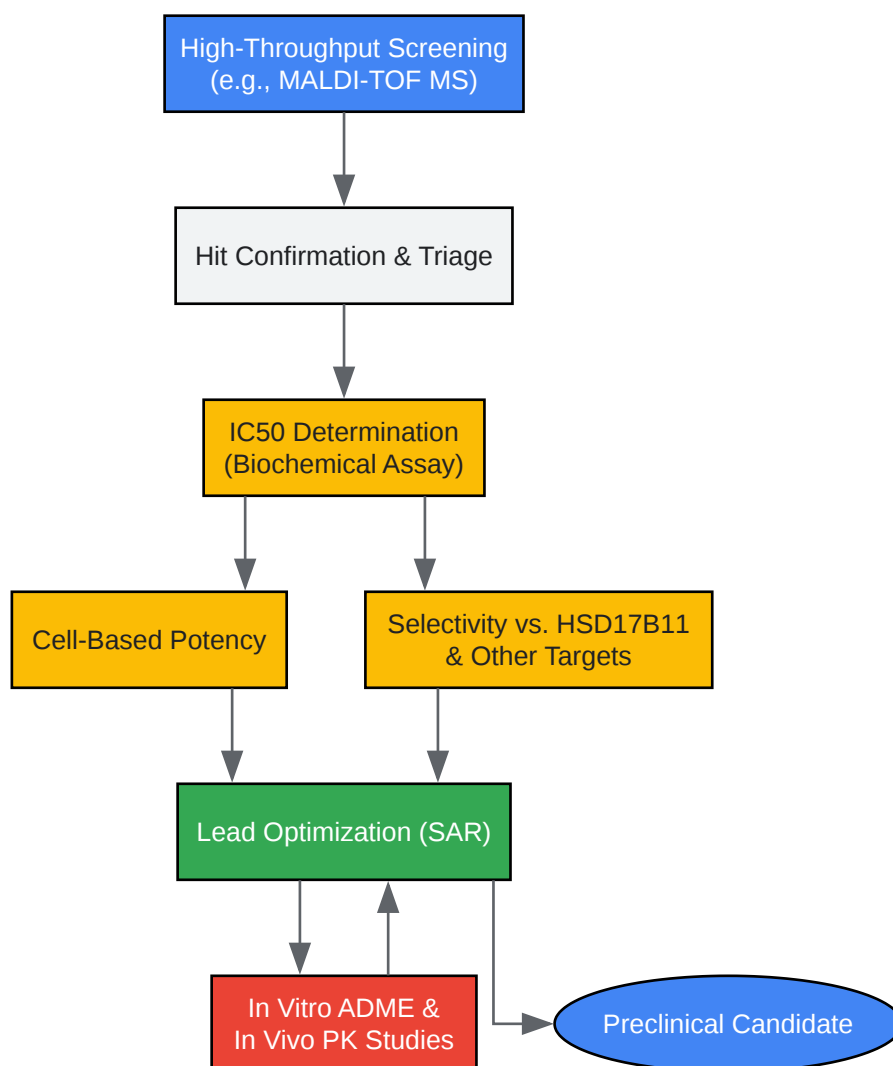 High-Throughput Screening
(e.g., MALDI-TOF MS)
Hit Confirmation & Triage
IC50 Determination
(Biochemical Assay)
Cell-Based Potency
Selectivity vs. HSD17B11
& Other Targets
Lead Optimization (SAR)
In Vitro ADME &
In Vivo PK Studies
Preclinical Candidate